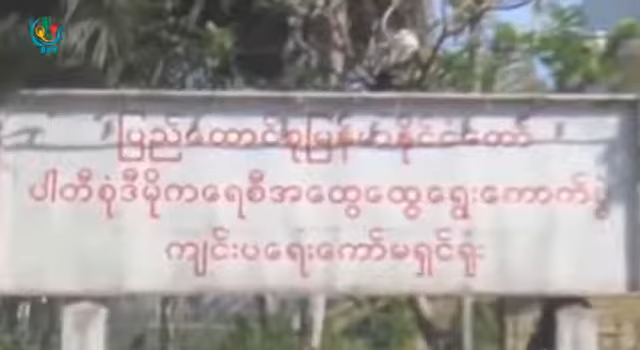 ပြည်ထောင်စုမြန်မာနိုင်ငံတော်
ပါတီစုံဒီမိုကရေစီအထွေထွေရွေးကောက်ပွဲ
ကျင်းပရေးကော်မရှင်ရုံး